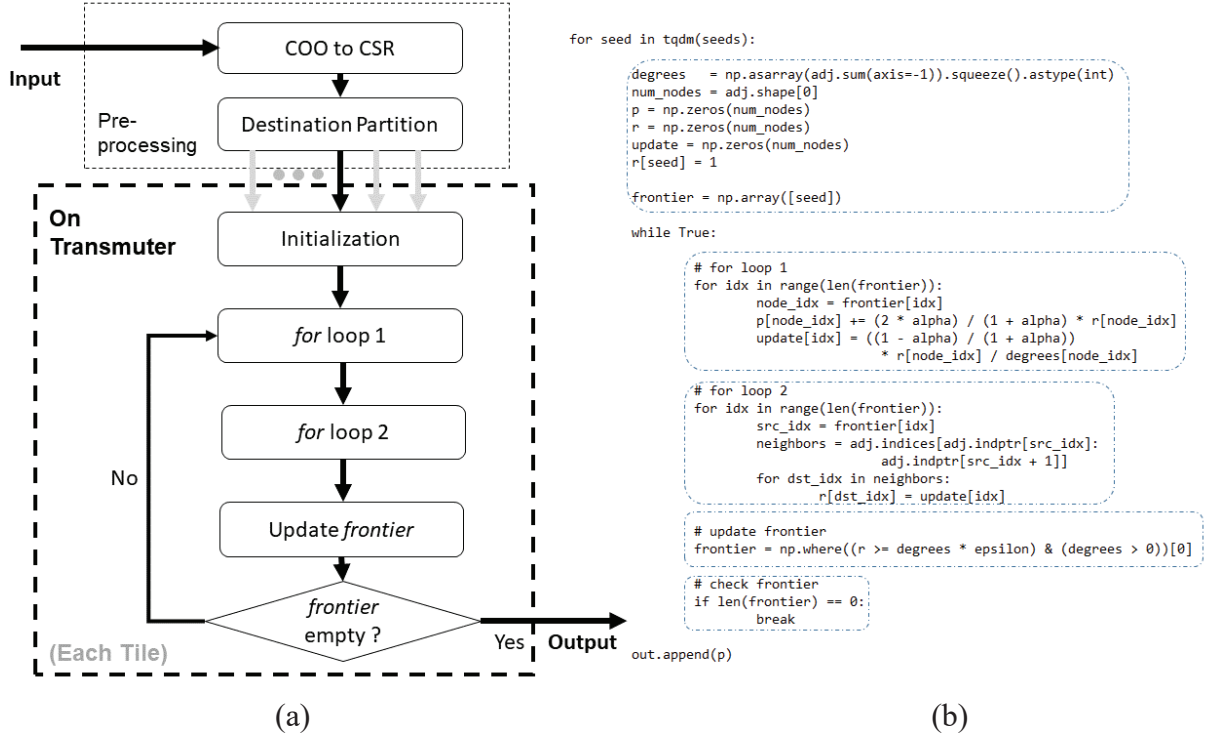 Input
COO to CSR
Destination Partition
Pre-
processing
On
Transmuter
Initialization
for loop 1
for loop 2
No
Update frontier
frontier
empty ?
Yes
Output
(Each Tile)
(a)
for seed in tqdm(seeds):
degrees   = np.asarray(adj.sum(axis=-1)).squeeze().astype(int)
num_nodes = adj.shape[0]
p = np.zeros(num_nodes)
r = np.zeros(num_nodes)
update = np.zeros(num_nodes)
r[seed] = 1
frontier = np.array([seed])
while True:
# for loop 1
for idx in range(len(frontier)):
node_idx = frontier[idx]
p[node_idx] += (2 * alpha) / (1 + alpha) * r[node_idx]
update[idx] = ((1 - alpha) / (1 + alpha))
* r[node_idx] / degrees[node_idx]
# for loop 2
for idx in range(len(frontier)):
src_idx = frontier[idx]
neighbors = adj.indices[adj.indptr[src_idx]:
adj.indptr[src_idx + 1]]
for dst_idx in neighbors:
r[dst_idx] = update[idx]
# update frontier
frontier = np.where((r >= degrees * epsilon) & (degrees > 0))[0]
# check frontier
if len(frontier) == 0:
break
out.append(p)
(b)